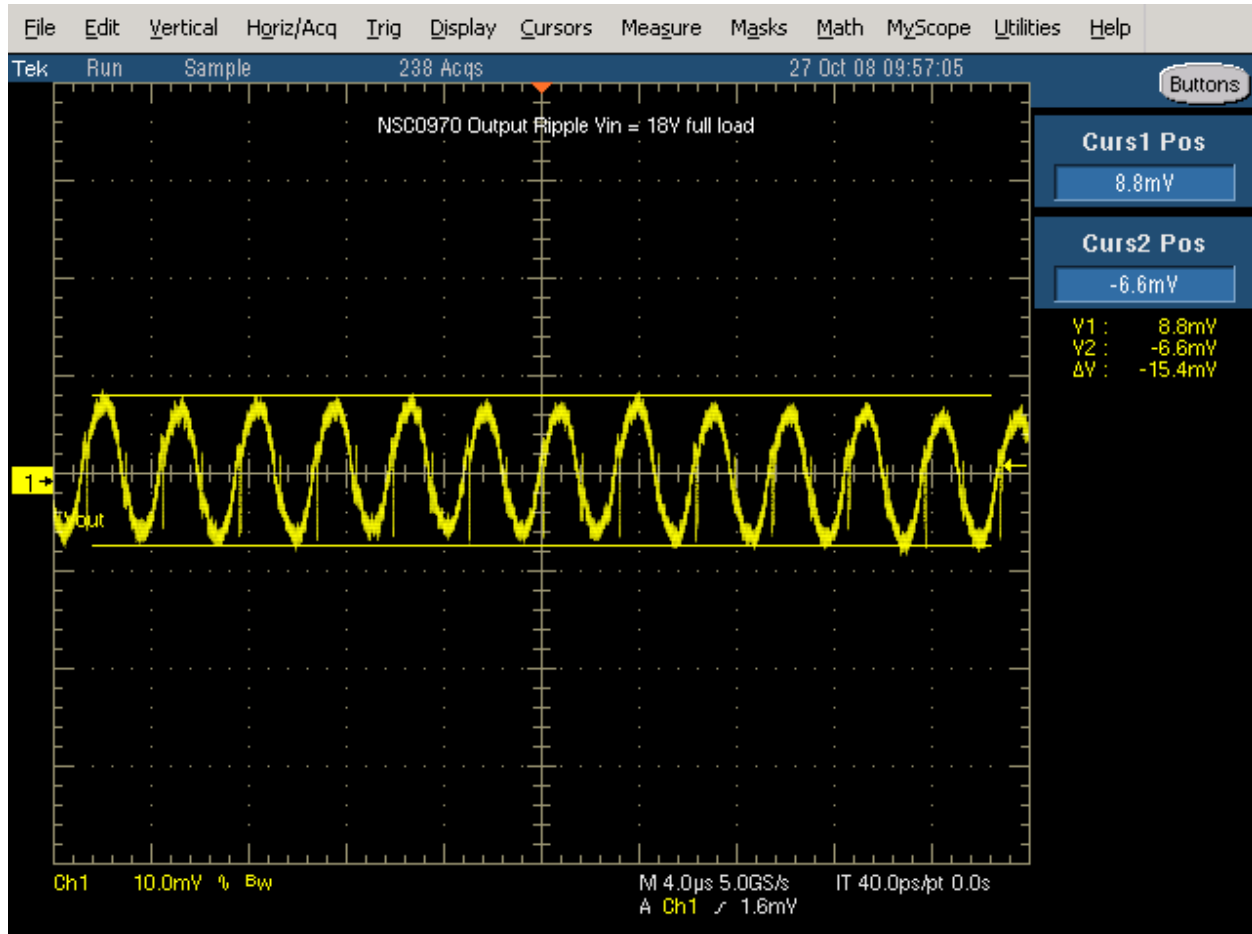 File Edit Vertical Horiz/Acq Trig Display Cursors Measure Masks Math MyScope Utilities Help
Tek Run Sample 238 Acqs 27 Oct 08 09:57:05
Buttons
NSC0970 Output Ripple Vin = 18V full load
Curs1 Pos
8.8mV
Curs2 Pos
-6.6mV
V1 : 8.8mV
V2 : -6.6mV
ΔV : -15.4mV
1
Vout
Ch1 10.0mV ∿ Bw
M 4.0µs 5.0GS/s IT 40.0ps/pt 0.0s
A Ch1 1.6mV